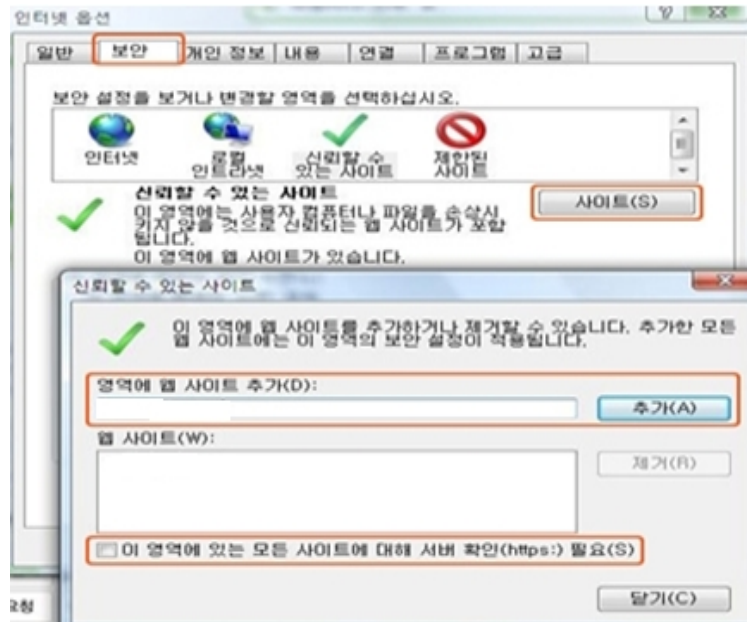 인터넷 옵션
일반 보안 개인 정보 내용 연결 프로그램 고급
보안 설정을 보거나 변경할 영역을 선택하십시오.
인터넷
로컬
인트라넷
신뢰할 수
있는 사이트
제한된
사이트
신뢰할 수 있는 사이트
사이트(S)
이 영역에는 사용자 컴퓨터나 파일을 손상시
키지 않을 것으로 신뢰되는 웹 사이트가 포함
됩니다.
이 영역에 웹 사이트가 있습니다.
신뢰할 수 있는 사이트
이 영역에 웹 사이트를 추가하거나 제거할 수 있습니다. 추가한 모든
웹 사이트에는 이 영역의 보안 설정이 적용됩니다.
영역에 웹 사이트 추가(D):
추가(A)
웹 사이트(W):
제거(R)
이 영역에 있는 모든 사이트에 대해 서버 확인(https:) 필요(S)
닫기(C)
요청